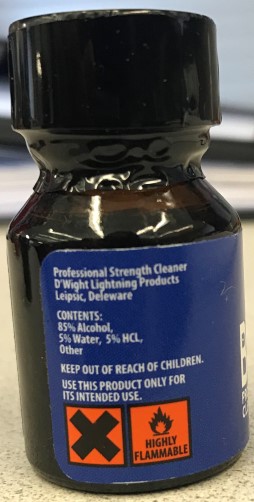 Professional Strength Cleaner
D'Wight Lightning Products
Leipsic, Deleware
CONTENTS:
85% Alcohol,
5% Water, 5% HCL,
Other
KEEP OUT OF REACH OF CHILDREN.
USE THIS PRODUCT ONLY FOR
ITS INTENDED USE.
HIGHLY
FLAMMABLE